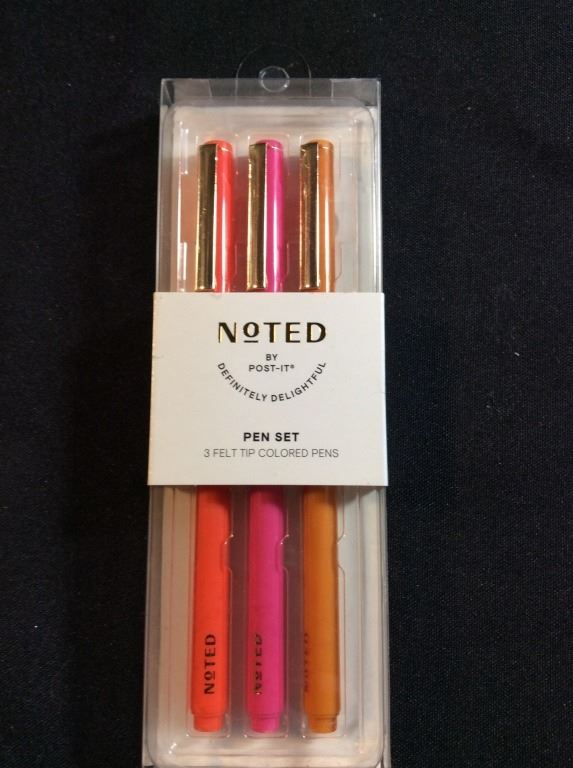 NOTED
BY
POST-IT®
DEFINITELY DELIGHTFUL
PEN SET
3 FELT TIP COLORED PENS
NOTED
NOTED
NOTED